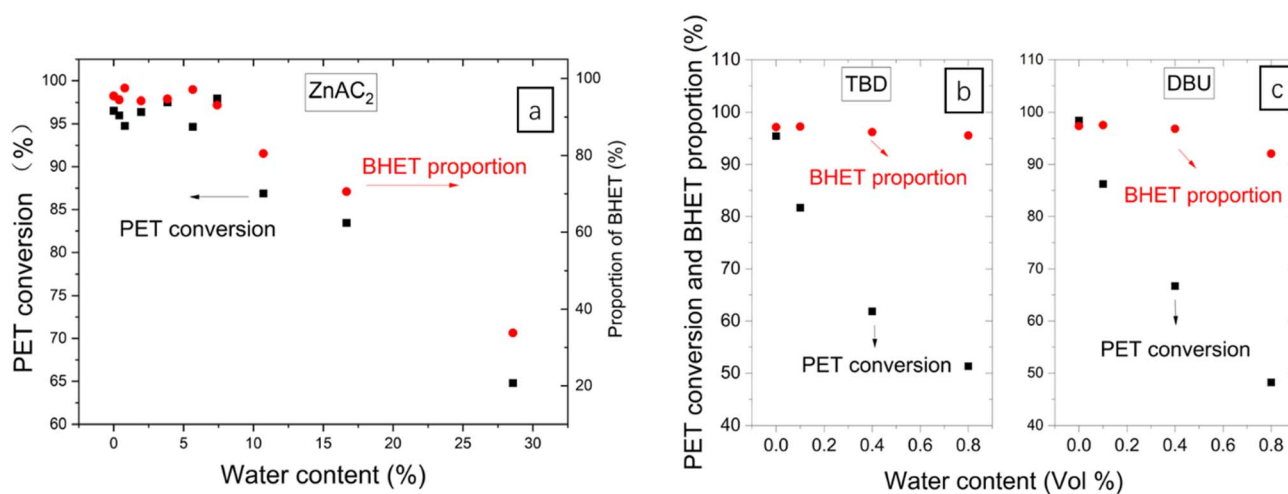 ZnAC₂
a
BHET proportion
PET conversion
PET conversion (%)
100
95
90
85
80
75
70
65
60
0 5 10 15 20 25 30
Water content (%)
100
80
60
40
20
Proportion of BHET (%)
PET conversion and BHET proportion (%)
110
100
90
80
70
60
50
40
TBD
b
BHET proportion
PET conversion
0.0 0.2 0.4 0.6 0.8
110
100
90
80
70
60
50
40
DBU
c
BHET proportion
PET conversion
0.0 0.2 0.4 0.6 0.8
Water content (Vol %)